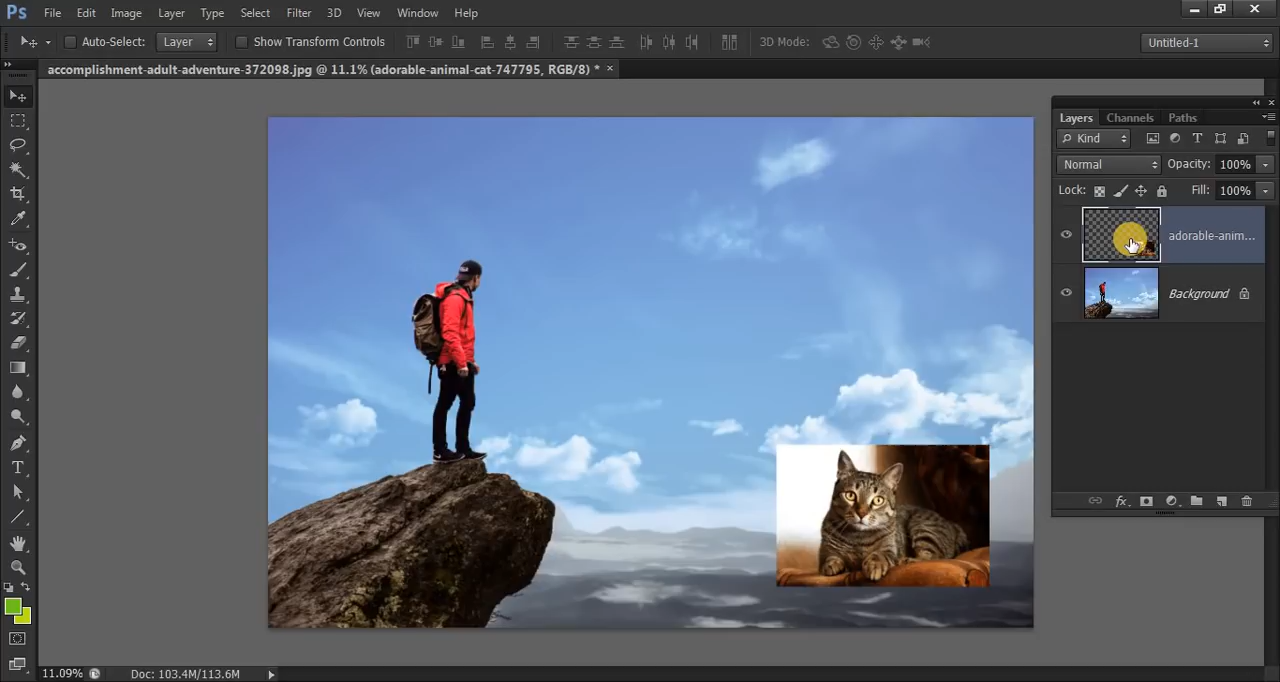 Ps File Edit Image Layer Type Select Filter 3D View Window Help
Auto-Select: Layer Show Transform Controls 3D Mode: Untitled-1
accomplishment-adult-adventure-372098.jpg @ 11.1% (adorable-animal-cat-747795, RGB/8) * ×
Layers Channels Paths
Kind T
Normal Opacity: 100%
Lock: Fill: 100%
adorable-anim...
Background
fx
T
11.09% Doc: 103.4M/113.6M